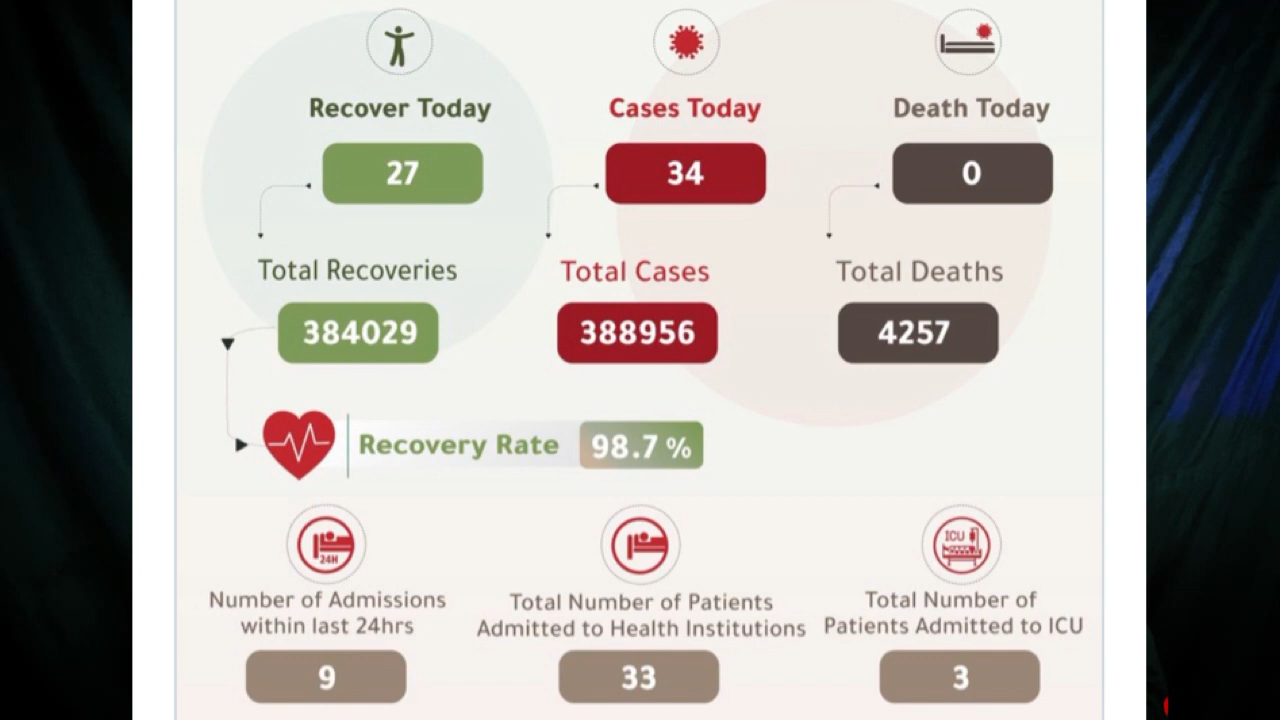 Recover Today
Cases Today
Death Today
27
34
0
Total Recoveries
Total Cases
Total Deaths
384029
388956
4257
Recovery Rate
98.7 %
24H
ICU
Number of Admissions
within last 24hrs
Total Number of Patients
Admitted to Health Institutions
Total Number of
Patients Admitted to ICU
9
33
3